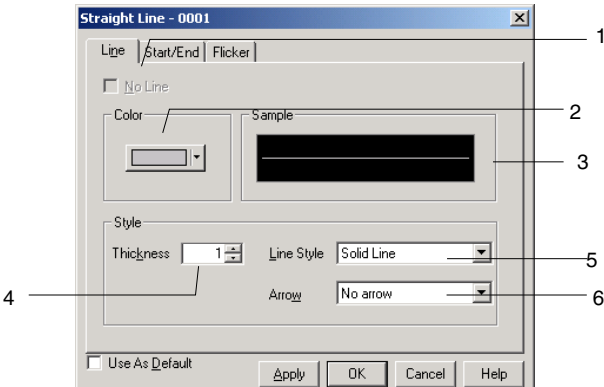 Straight Line - 0001
Line Start/End Flicker
1
No Line
Color Sample
2
3
Style
Thickness 1 Line Style Solid Line
5
4
Arrow No arrow
6
Use As Default
Apply OK Cancel Help